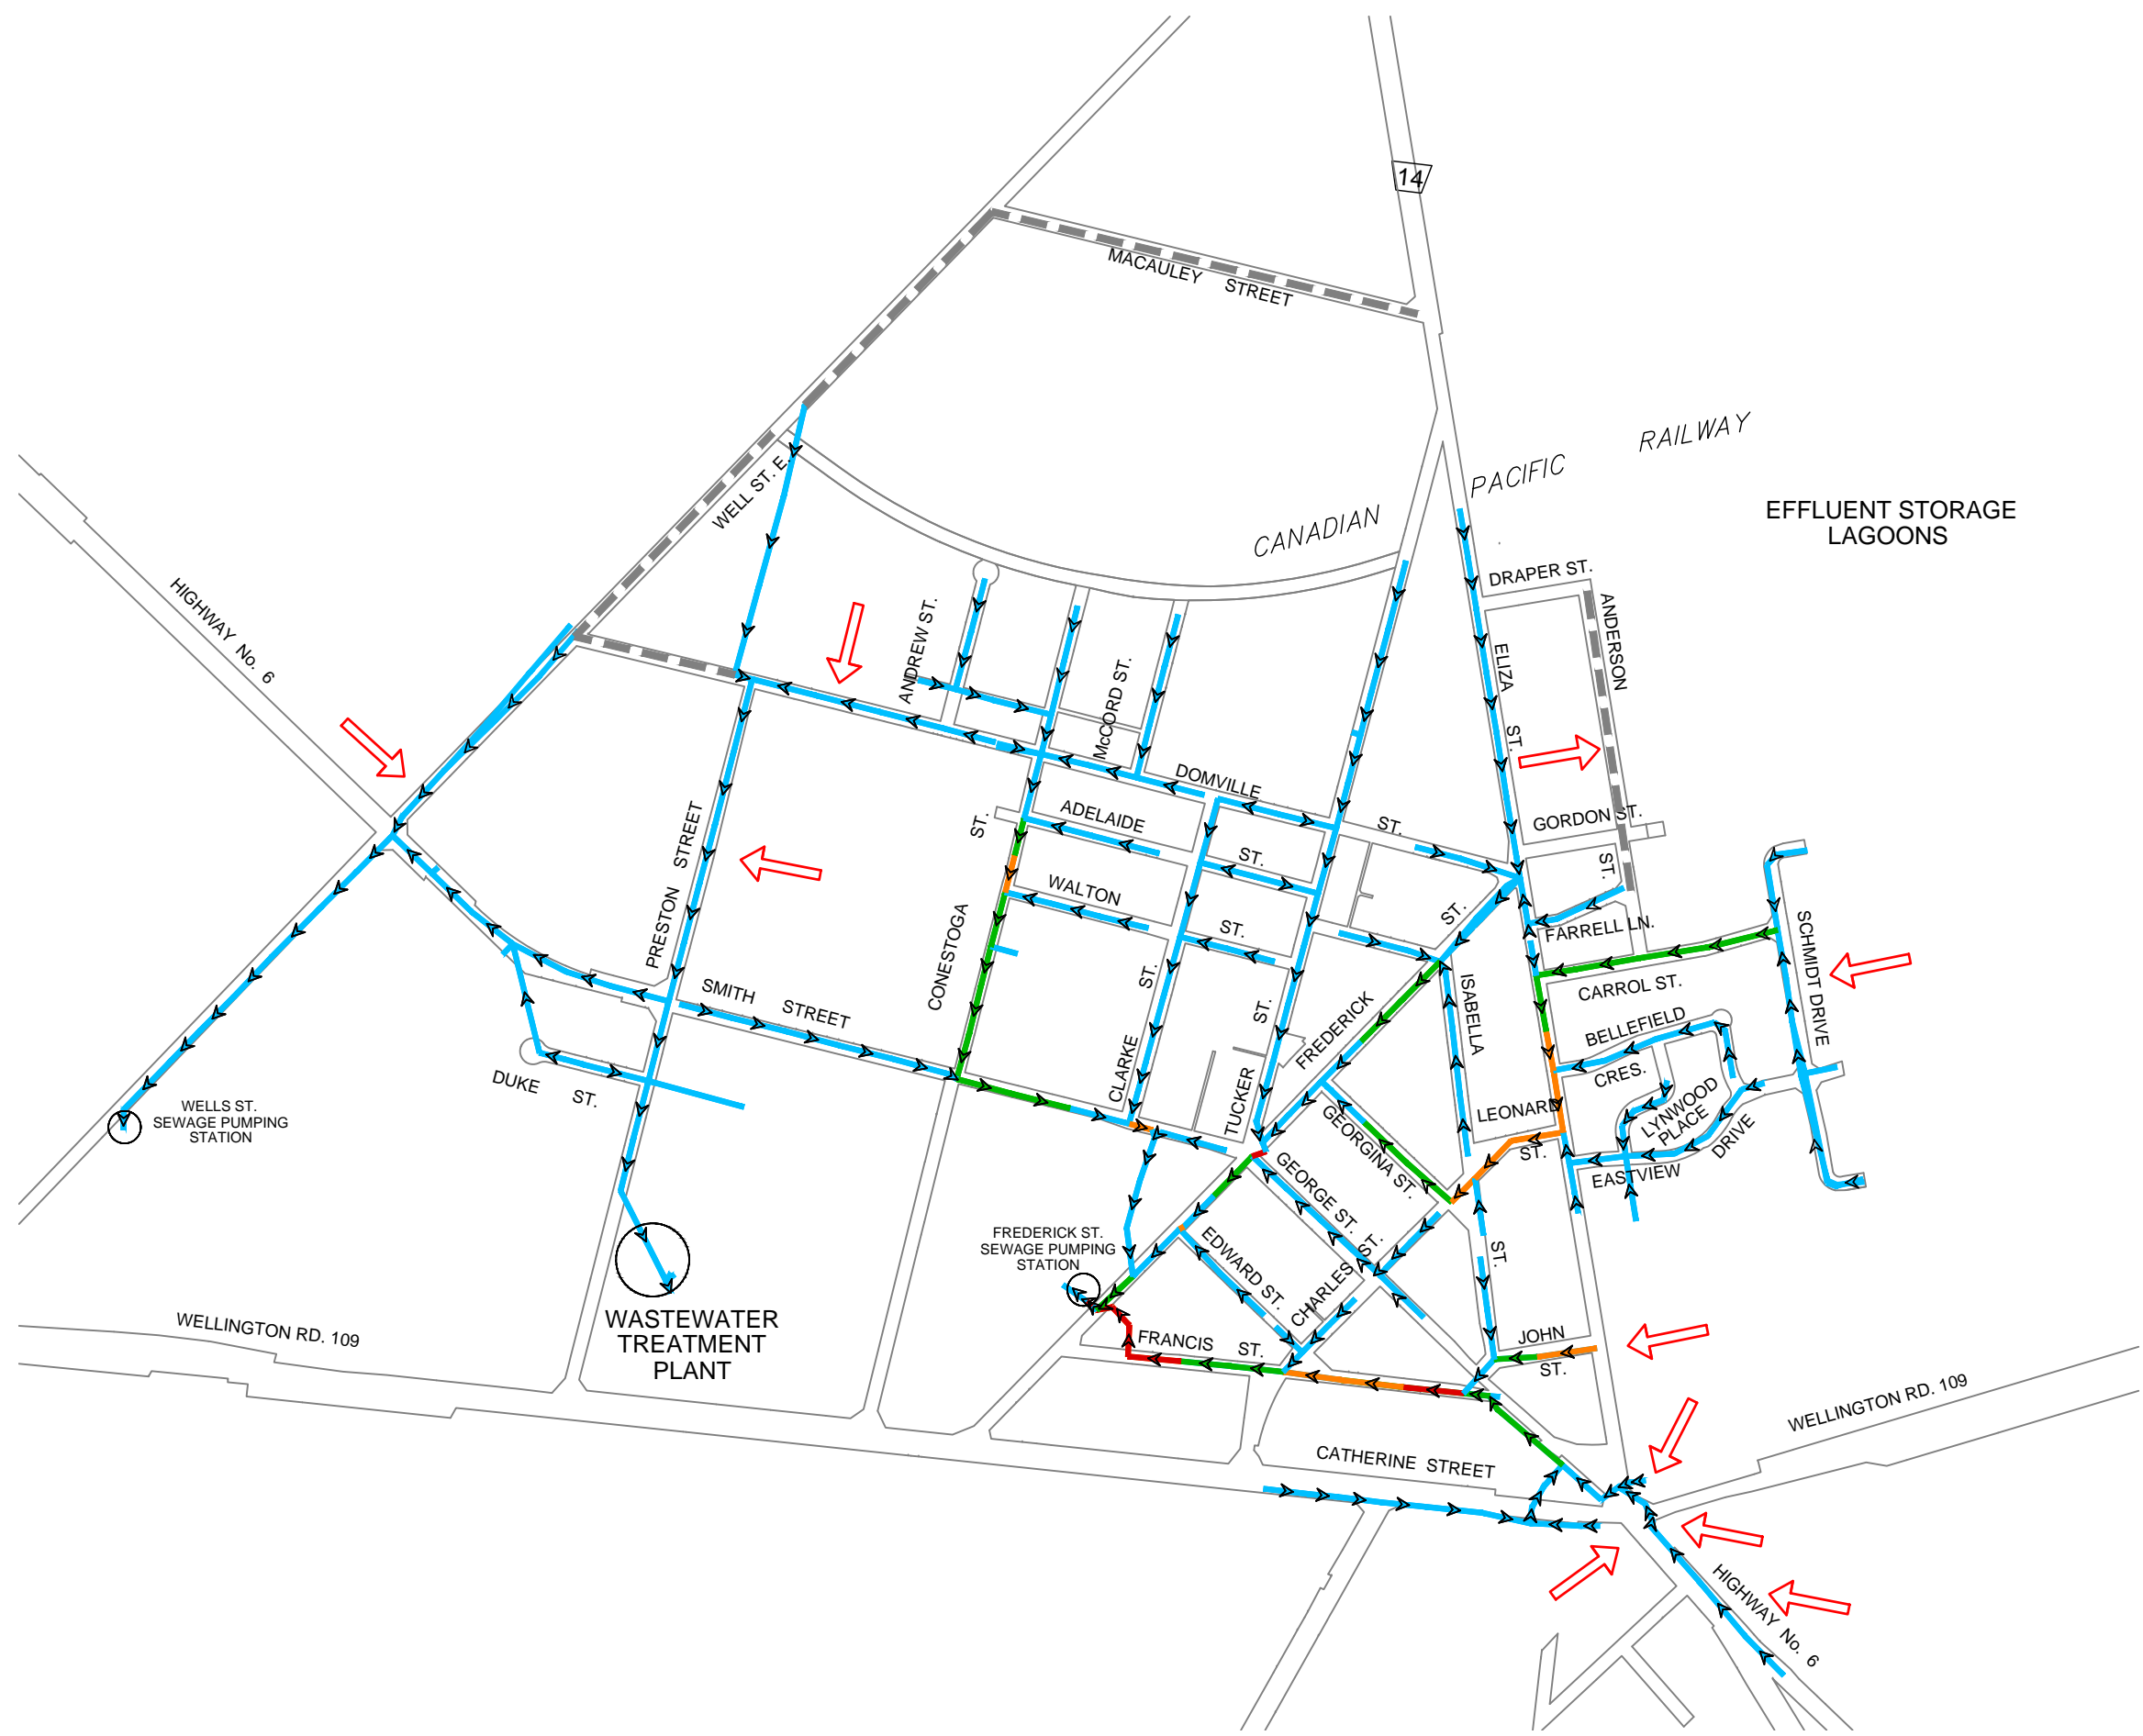 14
MACAULEY STREET
CANADIAN PACIFIC RAILWAY
WELL ST. E.
EFFLUENT STORAGE
LAGOONS
DRAPER ST.
ANDERSON ST.
HIGHWAY No. 6
ANDREW ST.
McCORD ST.
ELIZA ST.
DOMVILLE ST.
GORDON ST.
ADELAIDE ST.
PRESTON STREET
WALTON ST.
CONESTOGA ST.
FARRELL LN.
SCHMIDT DRIVE
CARROL ST.
SMITH STREET
CLARKE ST.
TUCKER ST.
FREDERICK ST.
ISABELLA ST.
BELLEFIELD
CRES.
LEONARD ST.
LYNWOOD
PLACE
EASTVIEW DRIVE
DUKE ST.
WELLS ST.
SEWAGE PUMPING
STATION
GEORGINA ST.
GEORGE ST.
EDWARD ST.
CHARLES ST.
FREDERICK ST.
SEWAGE PUMPING
STATION
WASTEWATER
TREATMENT
PLANT
WELLINGTON RD. 109
FRANCIS ST.
JOHN
ST.
WELLINGTON RD. 109
CATHERINE STREET
HIGHWAY No. 6